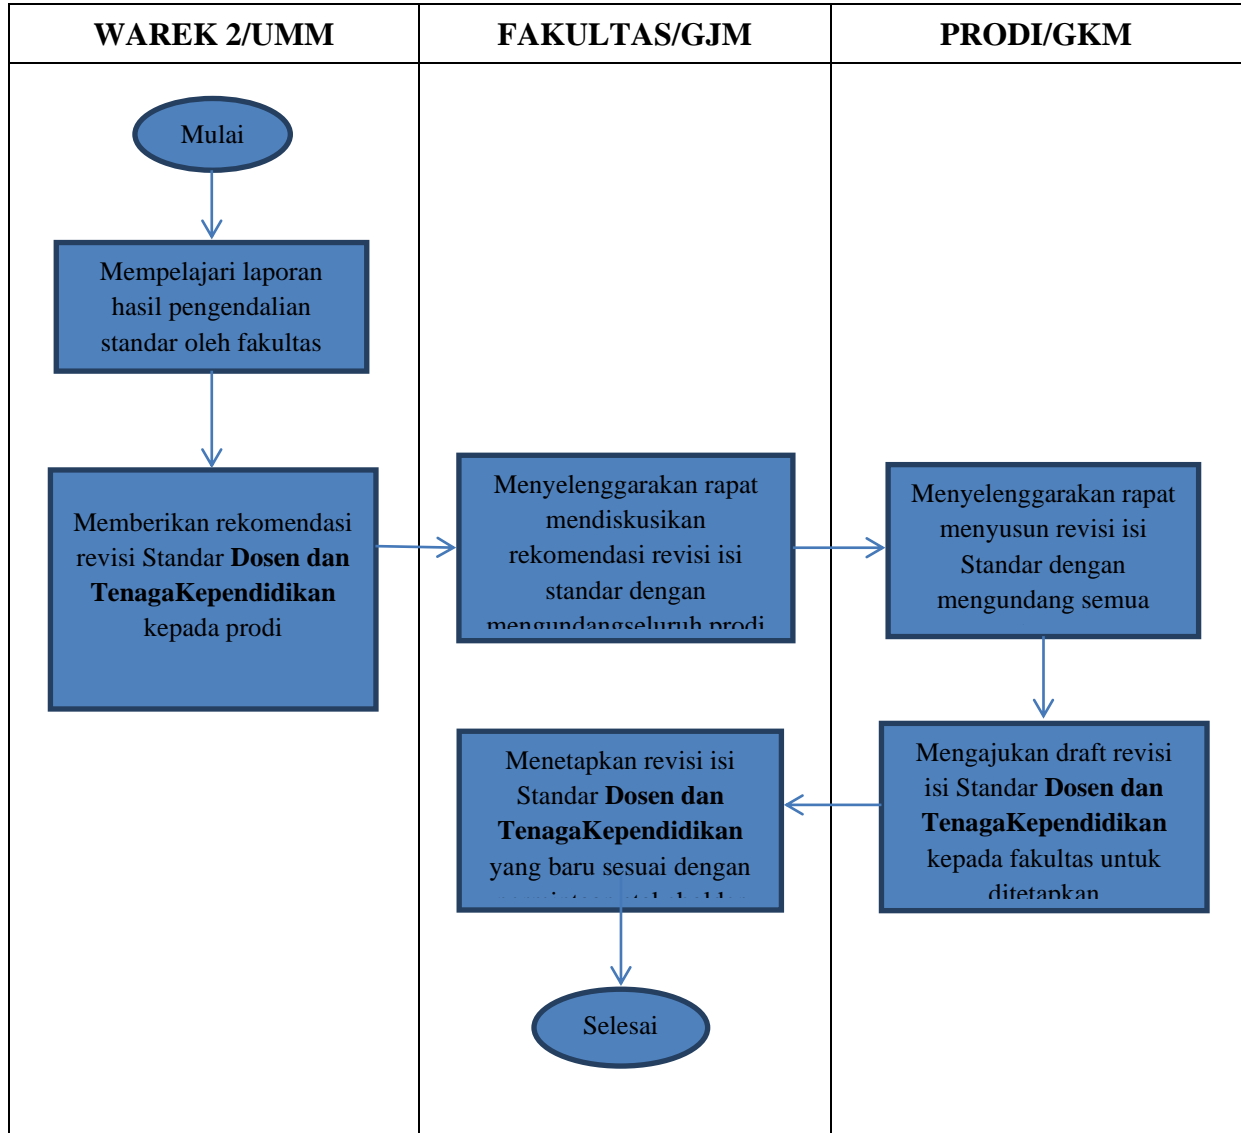 WAREK 2/UMM
FAKULTAS/GJM
PRODI/GKM
Mulai
Mempelajari laporan
hasil pengendalian
standar oleh fakultas
Memberikan rekomendasi
revisi Standar Dosen dan
TenagaKependidikan
kepada prodi
Menyelenggarakan rapat
mendiskusikan
rekomendasi revisi isi
standar dengan
mengundangseluruh prodi
Menyelenggarakan rapat
menyusun revisi isi
Standar dengan
mengundang semua
Mengajukan draft revisi
isi Standar Dosen dan
TenagaKependidikan
kepada fakultas untuk
ditetapkan
Menetapkan revisi isi
Standar Dosen dan
TenagaKependidikan
yang baru sesuai dengan
Selesai